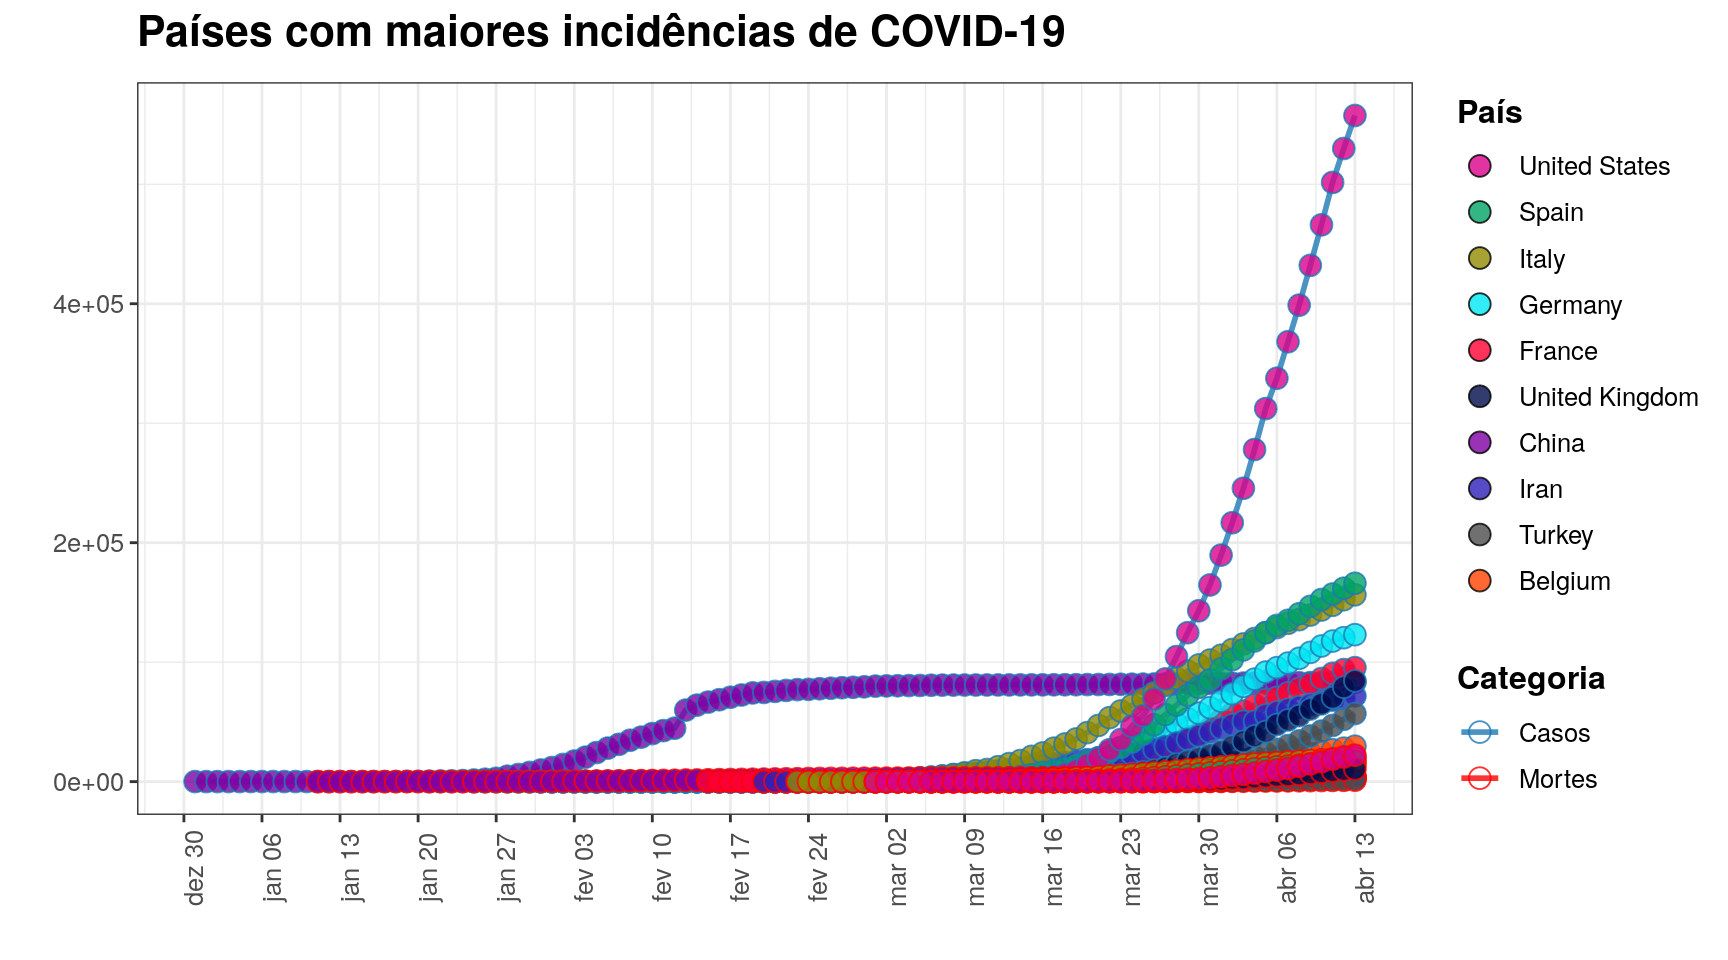 Países com maiores incidências de COVID-19
4e+05
2e+05
0e+00
dez 30
jan 06
jan 13
jan 20
jan 27
fev 03
fev 10
fev 17
fev 24
mar 02
mar 09
mar 16
mar 23
mar 30
abr 06
abr 13
País
United States
Spain
Italy
Germany
France
United Kingdom
China
Iran
Turkey
Belgium
Categoria
Casos
Mortes